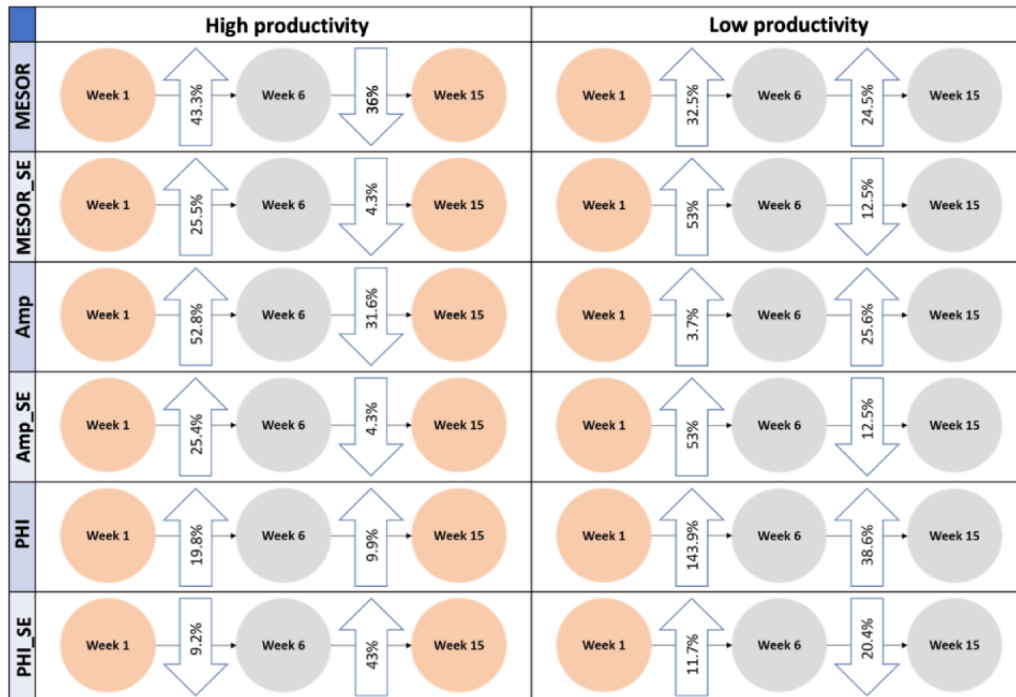 High productivity
Low productivity
MESOR
Week 1
43.3%
Week 6
36%
Week 15
Week 1
32.5%
Week 6
24.5%
Week 15
MESOR_SE
Week 1
25.5%
Week 6
4.3%
Week 15
Week 1
53%
Week 6
12.5%
Week 15
Amp
Week 1
52.8%
Week 6
31.6%
Week 15
Week 1
3.7%
Week 6
25.6%
Week 15
Amp_SE
Week 1
25.4%
Week 6
4.3%
Week 15
Week 1
53%
Week 6
12.5%
Week 15
PHI
Week 1
19.8%
Week 6
9.9%
Week 15
Week 1
143.9%
Week 6
38.6%
Week 15
PHI_SE
Week 1
9.2%
Week 6
43%
Week 15
Week 1
11.7%
Week 6
20.4%
Week 15